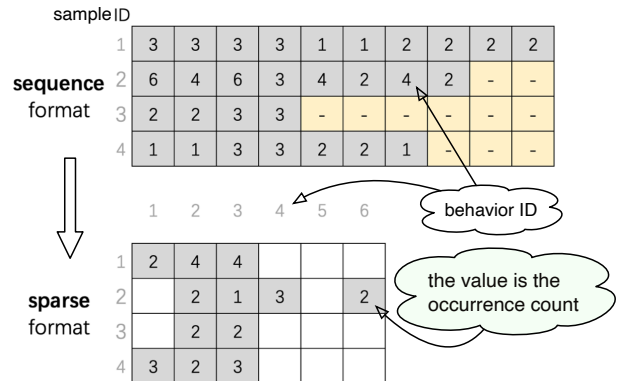 sample ID
1 3 3 3 3 1 1 2 2 2 2
sequence
format
2 6 4 6 3 4 2 4 2 - -
3 2 2 3 3 - - - - - -
4 1 1 3 3 2 2 1 - - -
1 2 3 4 5 6
behavior ID
1 2 4 4
sparse
format
2 2 1 3 2
the value is the
occurrence count
3 2 2
4 3 2 3